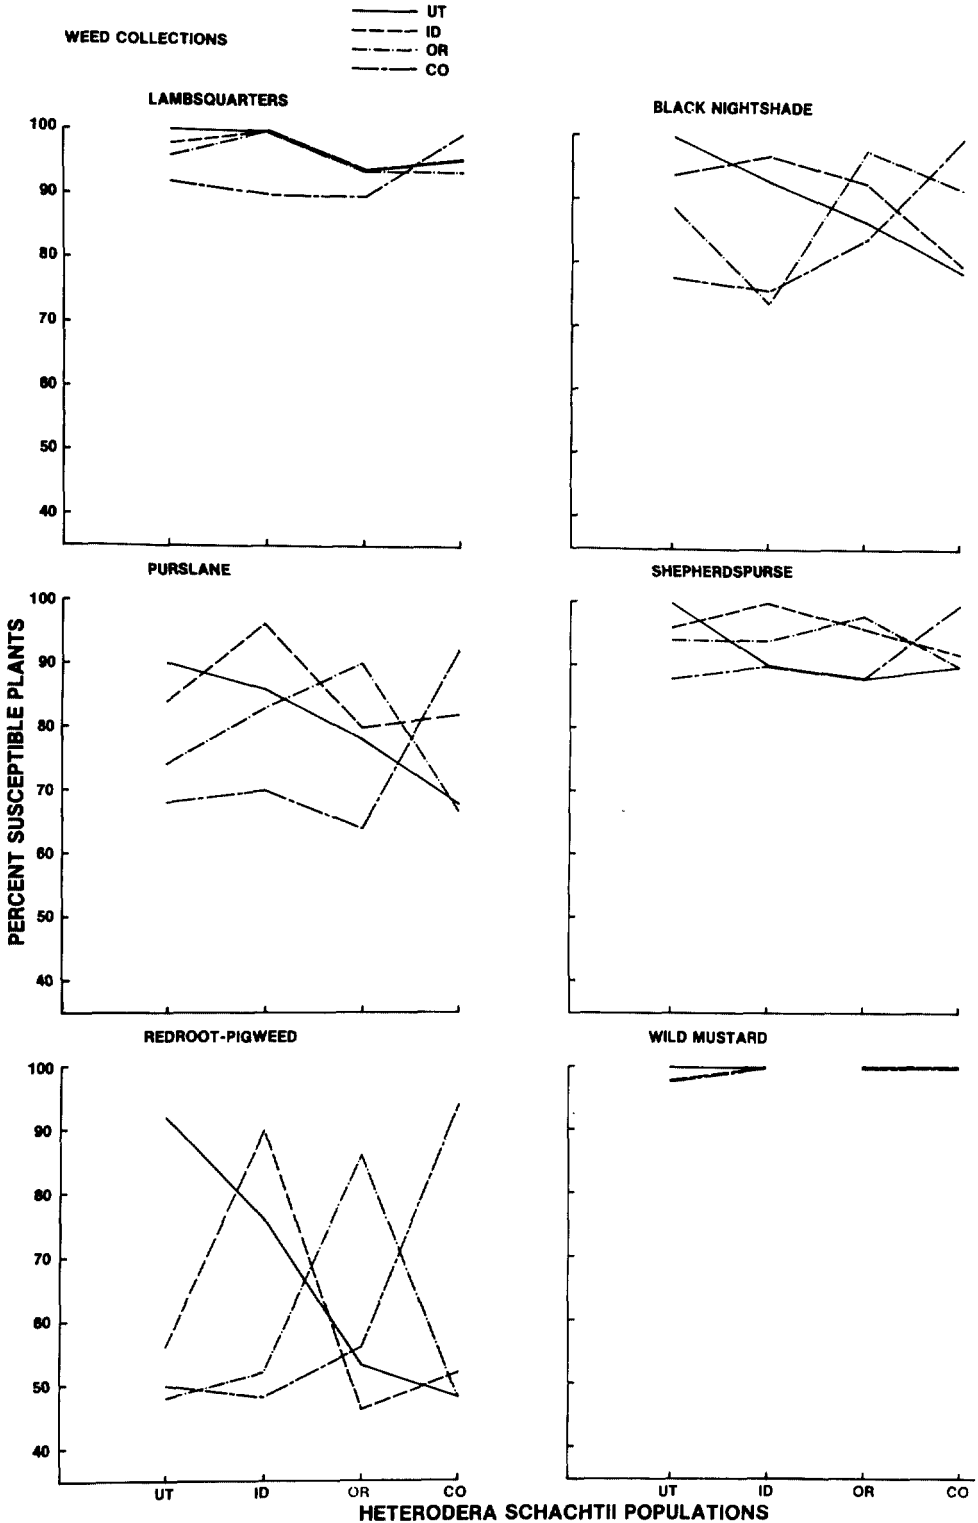 WEED COLLECTIONS
UT
ID
OR
CO
LAMBSQUARTERS
100
90
80
70
60
50
40
BLACK NIGHTSHADE
PERCENT SUSCEPTIBLE PLANTS
PURSLANE
100
90
80
70
60
50
40
SHEPHERDSPURSE
REDROOT-PIGWEED
100
90
80
70
60
50
40
UT ID OR CO
WILD MUSTARD
UT ID OR CO
HETERODERA SCHACHTII POPULATIONS